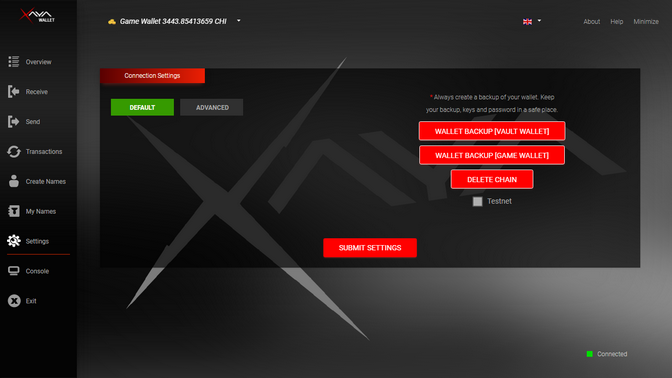 XAYA
WALLET
Game Wallet 3443.85413659 CHI
About
Help
Minimize
Overview
Receive
Send
Transactions
Create Names
My Names
Settings
Console
Exit
Connection Settings
DEFAULT
ADVANCED
* Always create a backup of your wallet. Keep
your backup, keys and password in a safe place.
WALLET BACKUP [VAULT WALLET]
WALLET BACKUP [GAME WALLET]
DELETE CHAIN
Testnet
SUBMIT SETTINGS
Connected
XAYA